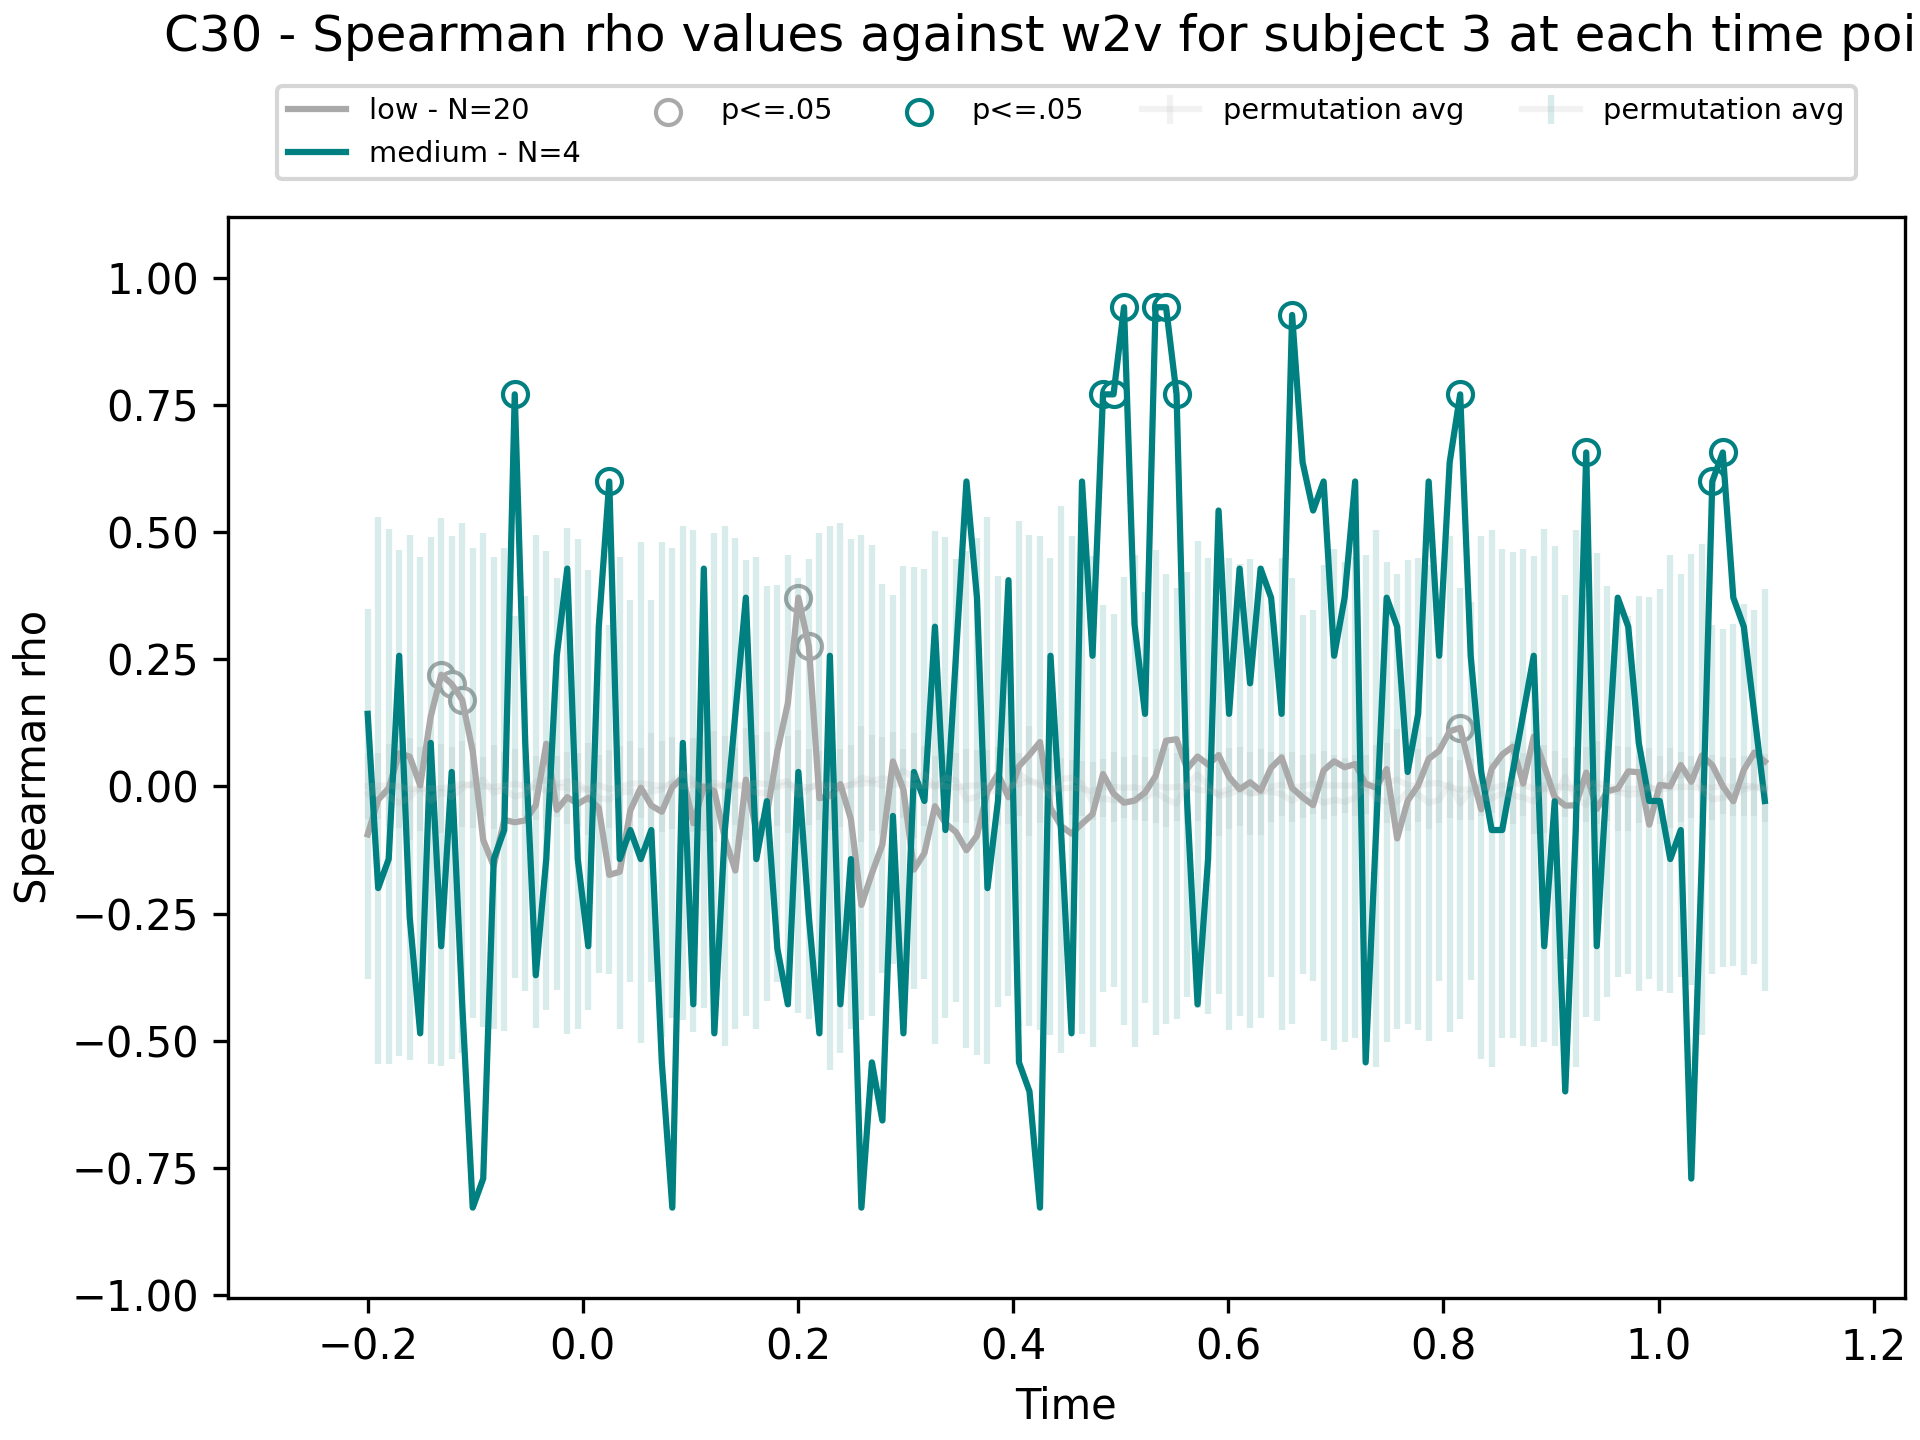 C30 - Spearman rho values against w2v for subject 3 at each time poi
low - N=20
medium - N=4
p<=.05
p<=.05
permutation avg
permutation avg
Spearman rho
1.00
0.75
0.50
0.25
0.00
−0.25
−0.50
−0.75
−1.00
−0.2
0.0
0.2
0.4
0.6
0.8
1.0
1.2
Time